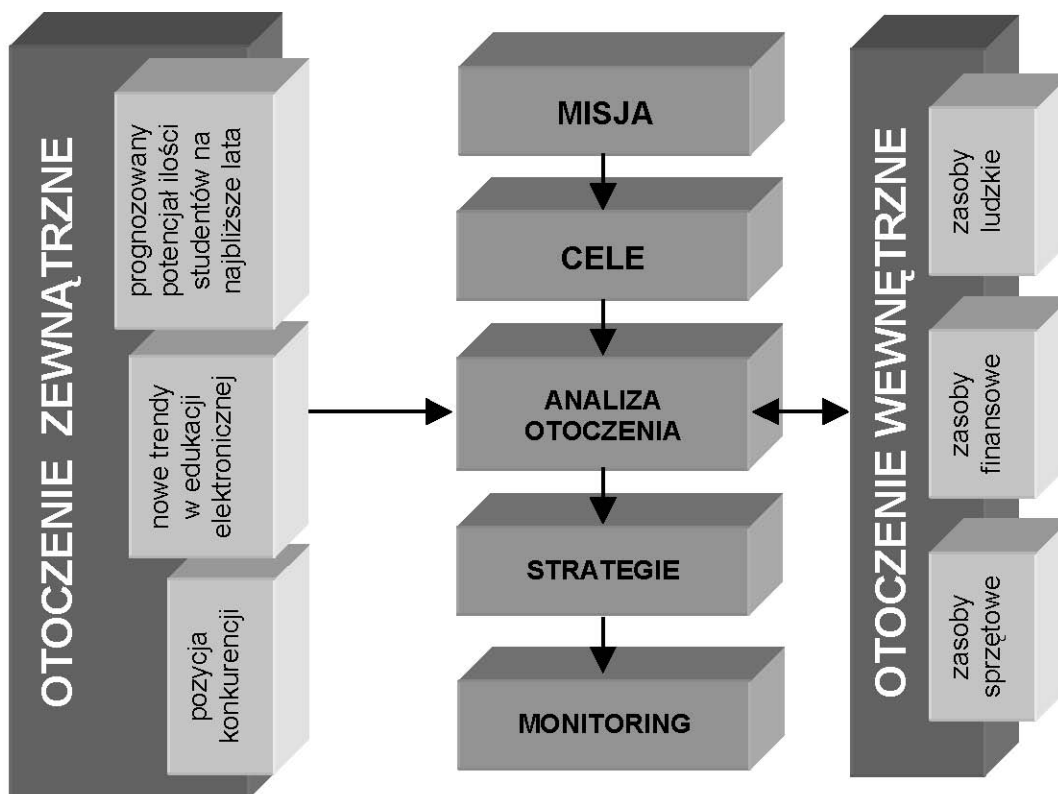 OTOCZENIE ZEWNĄTRZNE
prognozowany
potencjał ilości
studentów na
najbliższe lata
nowe trendy
w edukacji
elektronicznej
pozycja
konkurencji
MISJA
CELE
ANALIZA
OTOCZENIA
STRATEGIE
MONITORING
OTOCZENIE WEWNĘTRZNE
zasoby
ludzkie
zasoby
finansowe
zasoby
sprzętowe